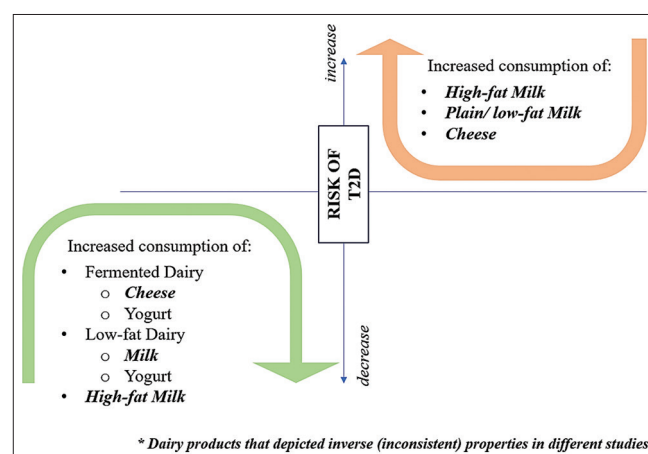 increase
Increased consumption of:
• High-fat Milk
• Plain/ low-fat Milk
• Cheese
RISK OF
T2D
Increased consumption of:
• Fermented Dairy
o Cheese
o Yogurt
• Low-fat Dairy
o Milk
o Yogurt
• High-fat Milk
decrease
* Dairy products that depicted inverse (inconsistent) properties in different studies